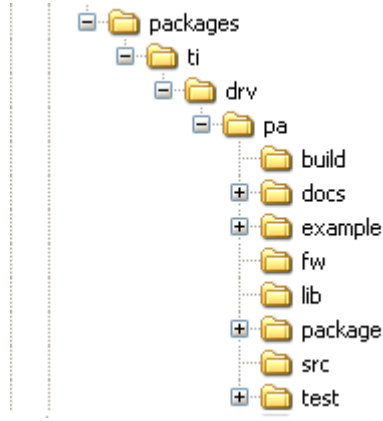 packages
ti
drv
pa
build
docs
example
fw
lib
package
src
test